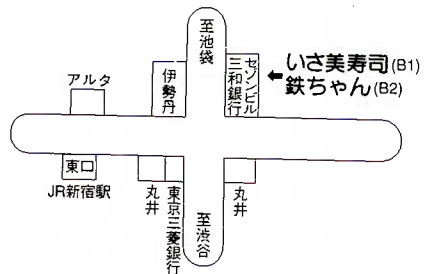 至池袋
アルタ
伊勢丹
三和銀行
セゾンビル
いさ美寿司(B1)
鉄ちゃん(B2)
東口
JR新宿駅
丸井
東京三菱銀行
至渋谷
丸井